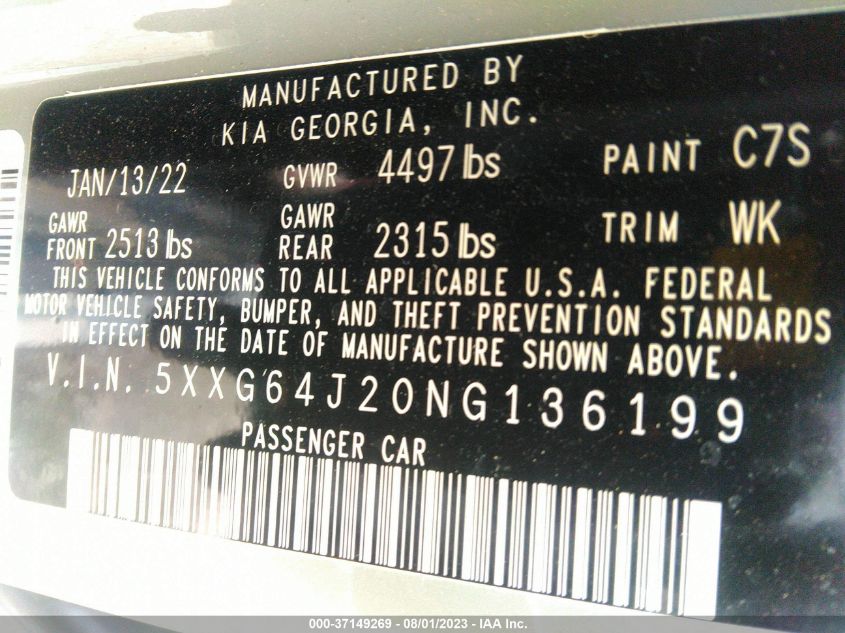 MANUFACTURED BY
KIA GEORGIA, INC.
JAN/13/22 GVWR 4497 lbs PAINT C7S
GAWR FRONT 2513 lbs GAWR REAR 2315 lbs TRIM WK
THIS VEHICLE CONFORMS TO ALL APPLICABLE U.S.A. FEDERAL
MOTOR VEHICLE SAFETY, BUMPER, AND THEFT PREVENTION STANDARDS
IN EFFECT ON THE DATE OF MANUFACTURE SHOWN ABOVE.
V.I.N. 5XXG64J20NG136199
PASSENGER CAR
000-37149269 - 08/01/2023 - IAA Inc.